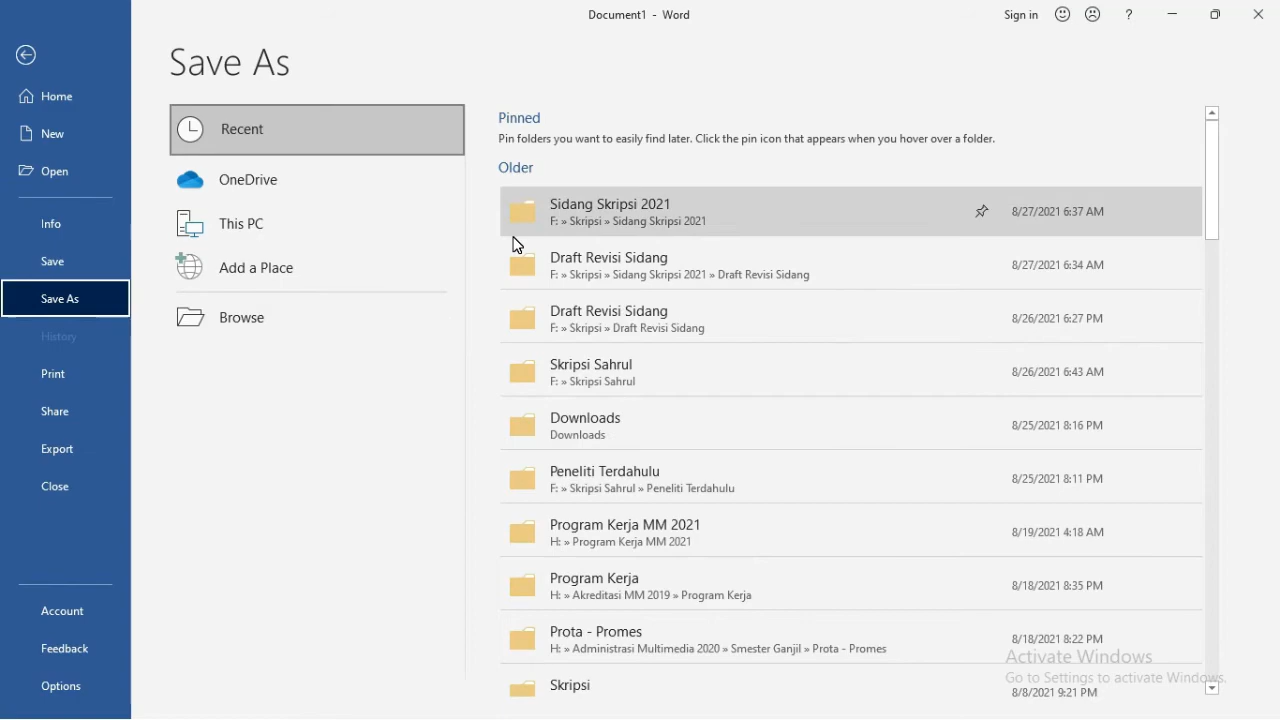 Document1 - Word
Sign in
?
Save As
Home
New
Open
Info
Save
Save As
History
Print
Share
Export
Close
Account
Feedback
Options
Recent
OneDrive
This PC
Add a Place
Browse
Pinned
Pin folders you want to easily find later. Click the pin icon that appears when you hover over a folder.
Older
Sidang Skripsi 2021
F: » Skripsi » Sidang Skripsi 2021
8/27/2021 6:37 AM
Draft Revisi Sidang
F: » Skripsi » Sidang Skripsi 2021 » Draft Revisi Sidang
8/27/2021 6:34 AM
Draft Revisi Sidang
F: » Skripsi » Draft Revisi Sidang
8/26/2021 6:27 PM
Skripsi Sahrul
F: » Skripsi Sahrul
8/26/2021 6:43 AM
Downloads
Downloads
8/25/2021 8:16 PM
Peneliti Terdahulu
F: » Skripsi Sahrul » Peneliti Terdahulu
8/25/2021 8:11 PM
Program Kerja MM 2021
H: » Program Kerja MM 2021
8/19/2021 4:18 AM
Program Kerja
H: » Akreditasi MM 2019 » Program Kerja
8/18/2021 8:35 PM
Prota - Promes
H: » Administrasi Multimedia 2020 » Smester Ganjil » Prota - Promes
8/18/2021 8:22 PM
Skripsi
8/8/2021 9:21 PM
Activate Windows
Go to Settings to activate Windows.